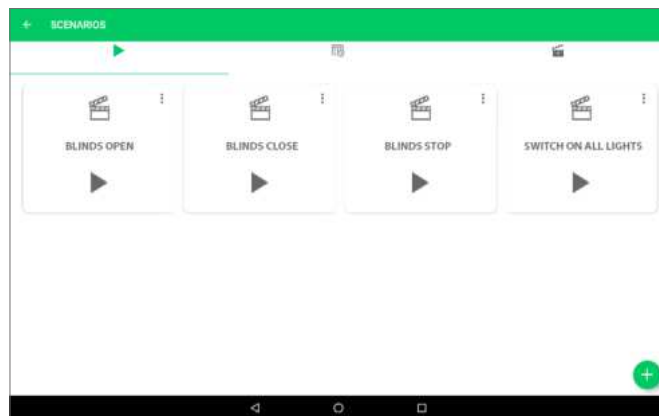 SCENARIOS
BLINDS OPEN
BLINDS CLOSE
BLINDS STOP
SWITCH ON ALL LIGHTS